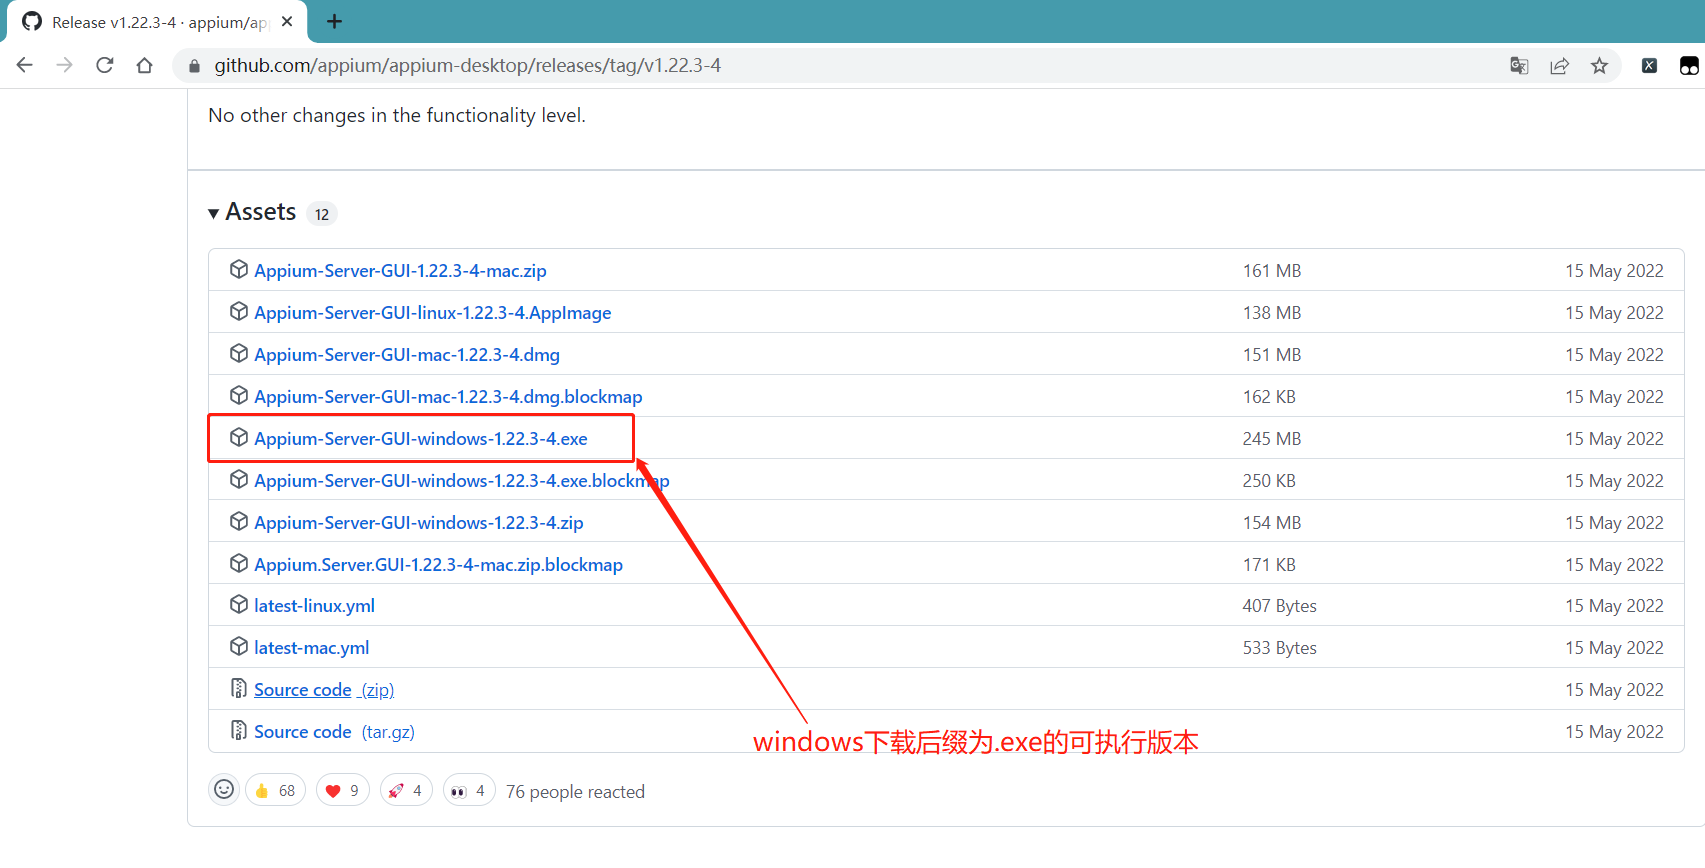 Release v1.22.3-4 · appium/ap
github.com/appium/appium-desktop/releases/tag/v1.22.3-4
No other changes in the functionality level.
Assets 12
Appium-Server-GUI-1.22.3-4-mac.zip 161 MB 15 May 2022
Appium-Server-GUI-linux-1.22.3-4.AppImage 138 MB 15 May 2022
Appium-Server-GUI-mac-1.22.3-4.dmg 151 MB 15 May 2022
Appium-Server-GUI-mac-1.22.3-4.dmg.blockmap 162 KB 15 May 2022
Appium-Server-GUI-windows-1.22.3-4.exe 245 MB 15 May 2022
Appium-Server-GUI-windows-1.22.3-4.exe.blockmap 250 KB 15 May 2022
Appium-Server-GUI-windows-1.22.3-4.zip 154 MB 15 May 2022
Appium.Server.GUI-1.22.3-4-mac.zip.blockmap 171 KB 15 May 2022
latest-linux.yml 407 Bytes 15 May 2022
latest-mac.yml 533 Bytes 15 May 2022
Source code (zip) 15 May 2022
Source code (tar.gz) 15 May 2022
windows下载后缀为.exe的可执行版本
68 9 4 4 76 people reacted